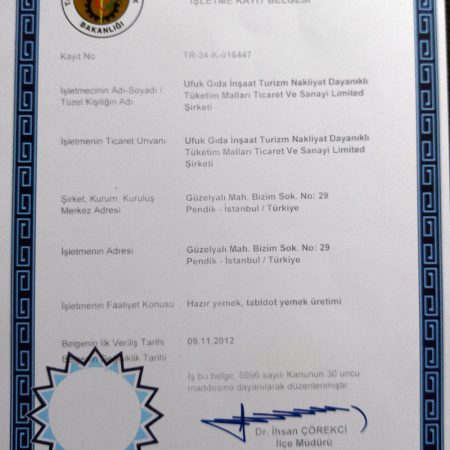 BAKANLIĞI
İŞLETME KAYIT BELGESİ
Kayıt No TR-34-K-016447
İşletmecinin Adı-Soyadı / Ufuk Gıda İnşaat Turizm Nakliyat Dayanıklı
Tüzel Kişiliğin Adı Tüketim Malları Ticaret Ve Sanayi Limited
Şirketi
İşletmenin Ticaret Unvanı Ufuk Gıda İnşaat Turizm Nakliyat Dayanıklı
Tüketim Malları Ticaret Ve Sanayi Limited
Şirketi
Şirket, Kurum, Kuruluş Güzelyalı Mah. Bizim Sok. No: 29
Merkez Adresi Pendik - İstanbul / Türkiye
İşletmenin Adresi Güzelyalı Mah. Bizim Sok. No: 29
Pendik - İstanbul / Türkiye
İşletmenin Faaliyet Konusu : Hazır yemek, tabldot yemek üretimi
Belgenin İlk Veriliş Tarihi : 09.11.2012
Tarihi :
İş bu belge, 5996 sayılı Kanunun 30 uncu
maddesine dayanılarak düzenlenmiştir.
Dr. İhsan ÇÖREKCİ
İlçe Müdürü